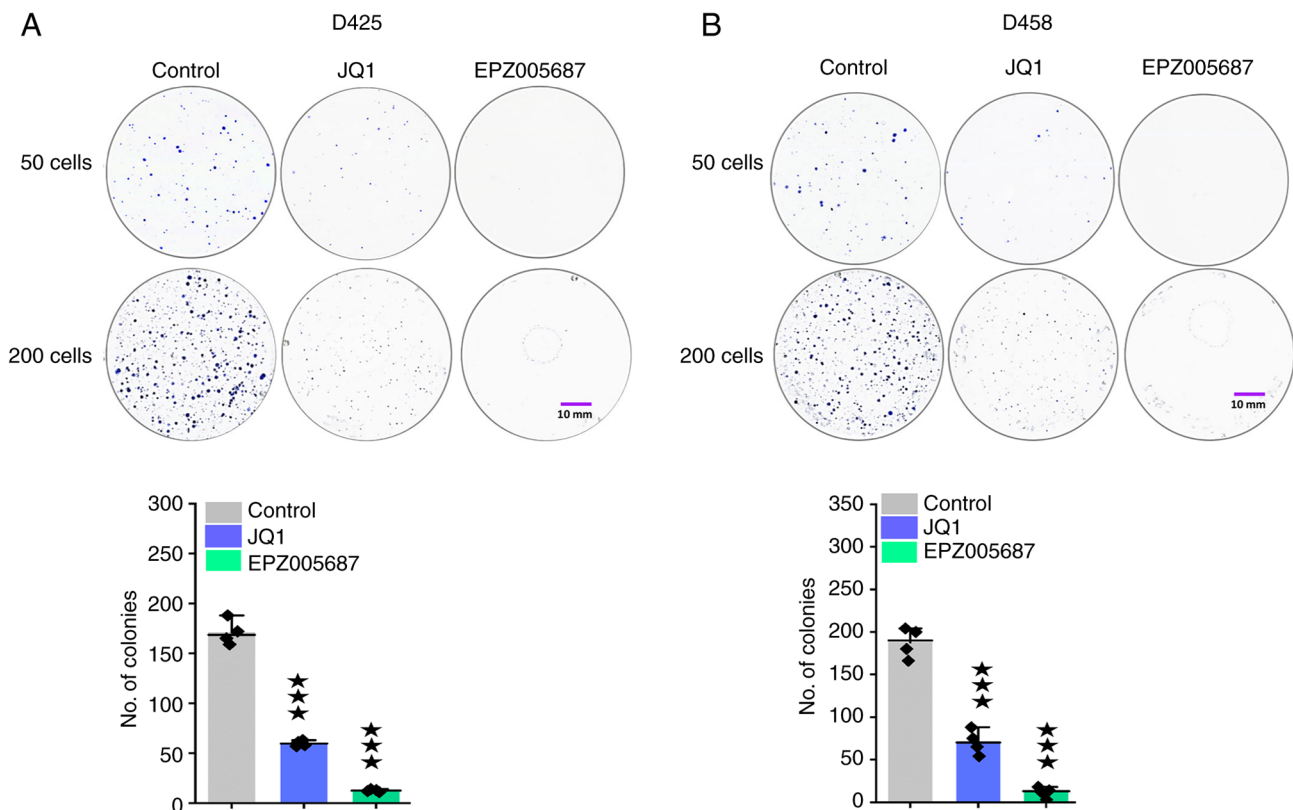 A
D425
Control JQ1 EPZ005687
50 cells
200 cells
10 mm
300
250
200
150
100
50
0
No. of colonies
Control
JQ1
EPZ005687
B
D458
Control JQ1 EPZ005687
50 cells
200 cells
10 mm
350
300
250
200
150
100
50
0
No. of colonies
Control
JQ1
EPZ005687